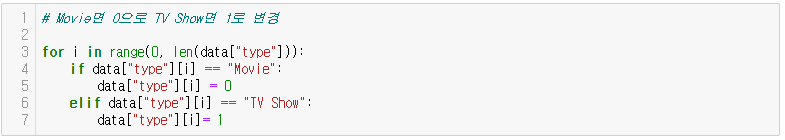 1 # Movie면 0으로 TV Show면 1로 변경
2
3 for i in range(0, len(data["type"])):
4     if data["type"][i] == "Movie":
5         data["type"][i] = 0
6     elif data["type"][i] == "TV Show":
7         data["type"][i]= 1